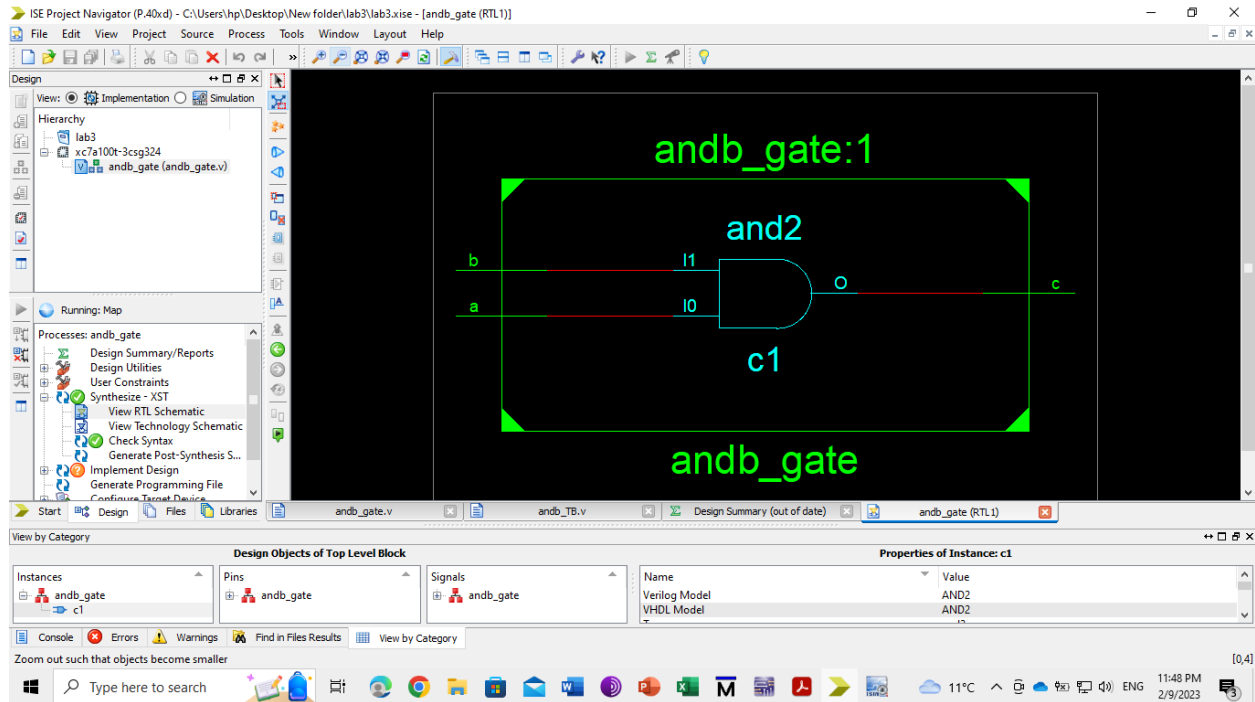 ISE Project Navigator (P.40xd) - C:\Users\hp\Desktop\New folder\lab3\lab3.xise - [andb_gate (RTL1)]
File Edit View Project Source Process Tools Window Layout Help
»
Design
View: Implementation Simulation
Hierarchy
lab3
xc7a100t-3csg324
andb_gate (andb_gate.v)
Running: Map
Processes: andb_gate
Design Summary/Reports
Design Utilities
User Constraints
Synthesize - XST
View RTL Schematic
View Technology Schematic
Check Syntax
Generate Post-Synthesis S...
Implement Design
Generate Programming File
Configure Target Device
andb_gate:1
and2
b I1
O c
a I0
c1
andb_gate
Start Design Files Libraries
andb_gate.v andb_TB.v Design Summary (out of date) andb_gate (RTL1)
View by Category
Design Objects of Top Level Block Properties of Instance: c1
Instances Pins Signals Name Value
andb_gate andb_gate andb_gate Verilog Model AND2
c1 VHDL Model AND2
Console Errors Warnings Find in Files Results View by Category
Zoom out such that objects become smaller [0,4]
Type here to search 11°C ENG 11:48 PM
2/9/2023 3